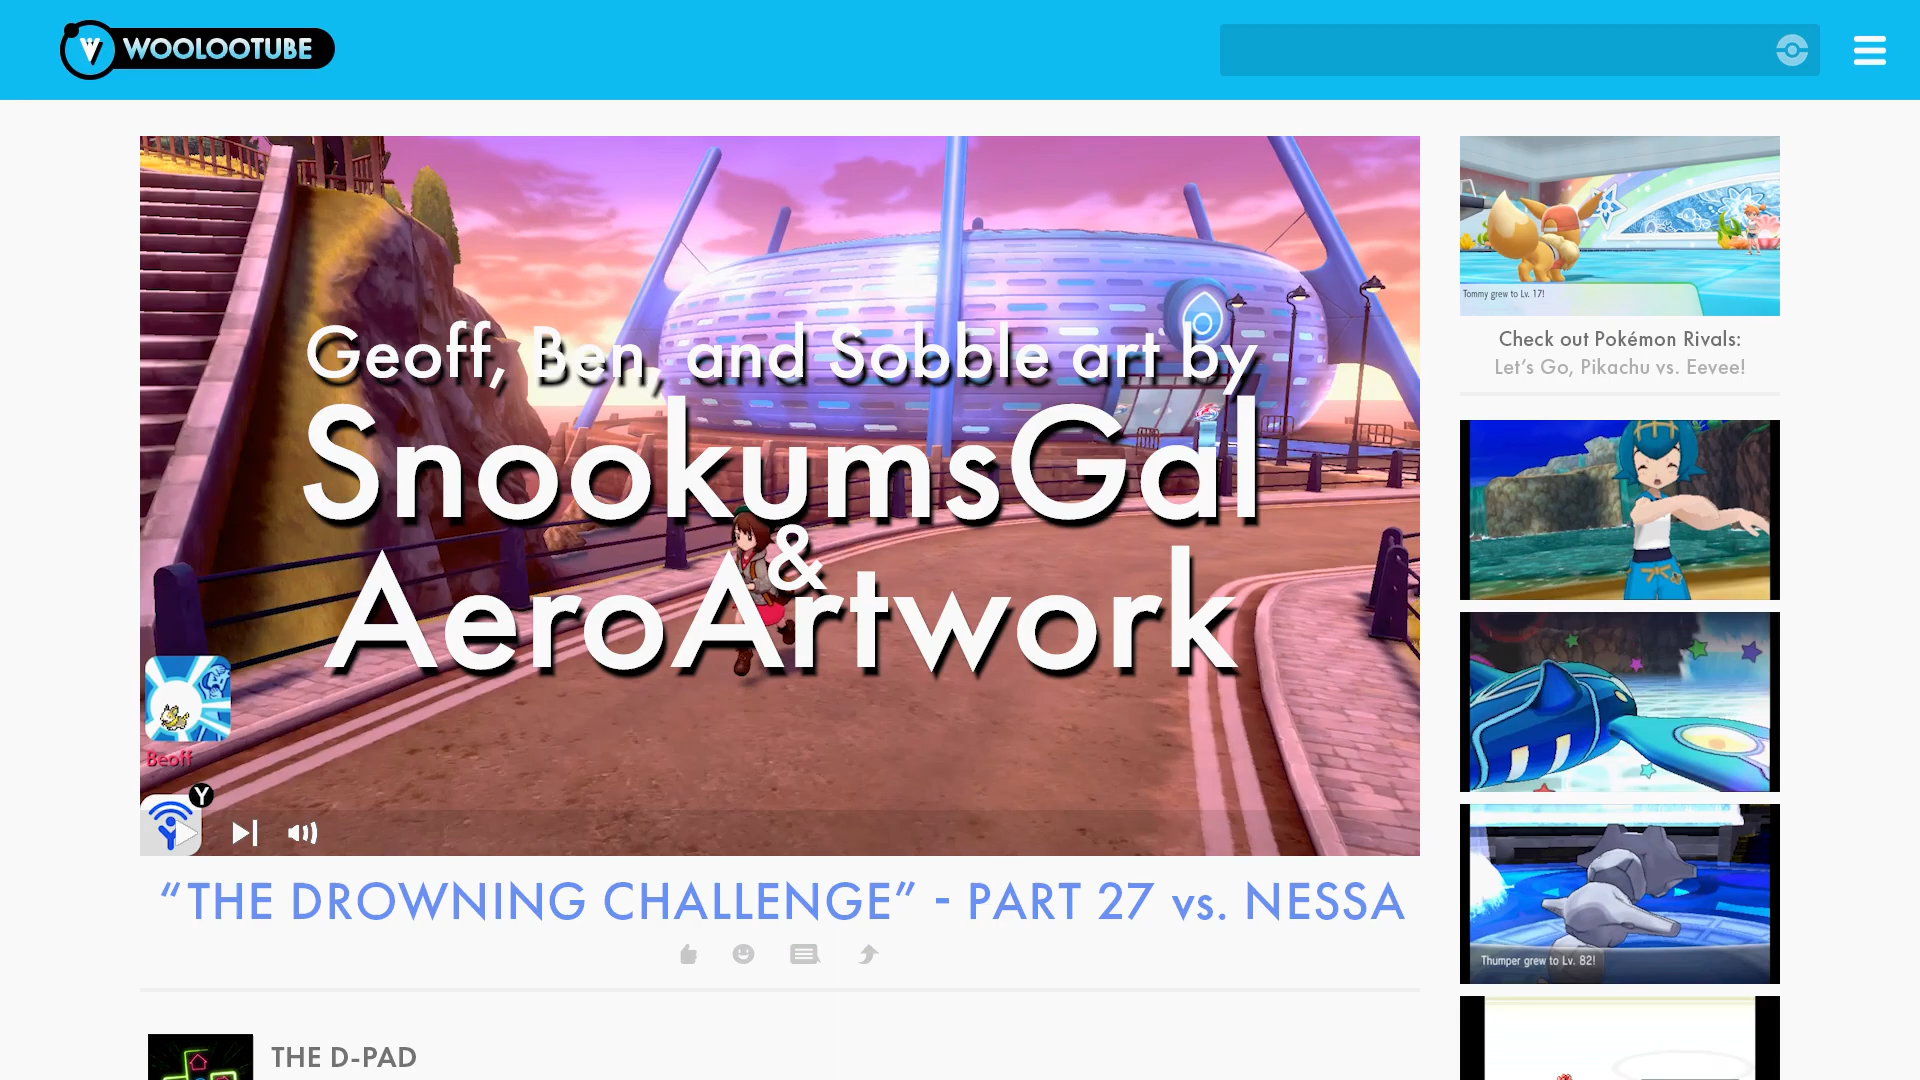 WOOLOOTUBE
Geoff, Ben, and Sobble art by
SnookumsGal
&
AeroArtwork
Beoff
Y
“THE DROWNING CHALLENGE” - PART 27 vs. NESSA
THE D-PAD
Tommy grew to Lv. 17!
Check out Pokémon Rivals:
Let’s Go, Pikachu vs. Eevee!
Thumper grew to Lv. 82!